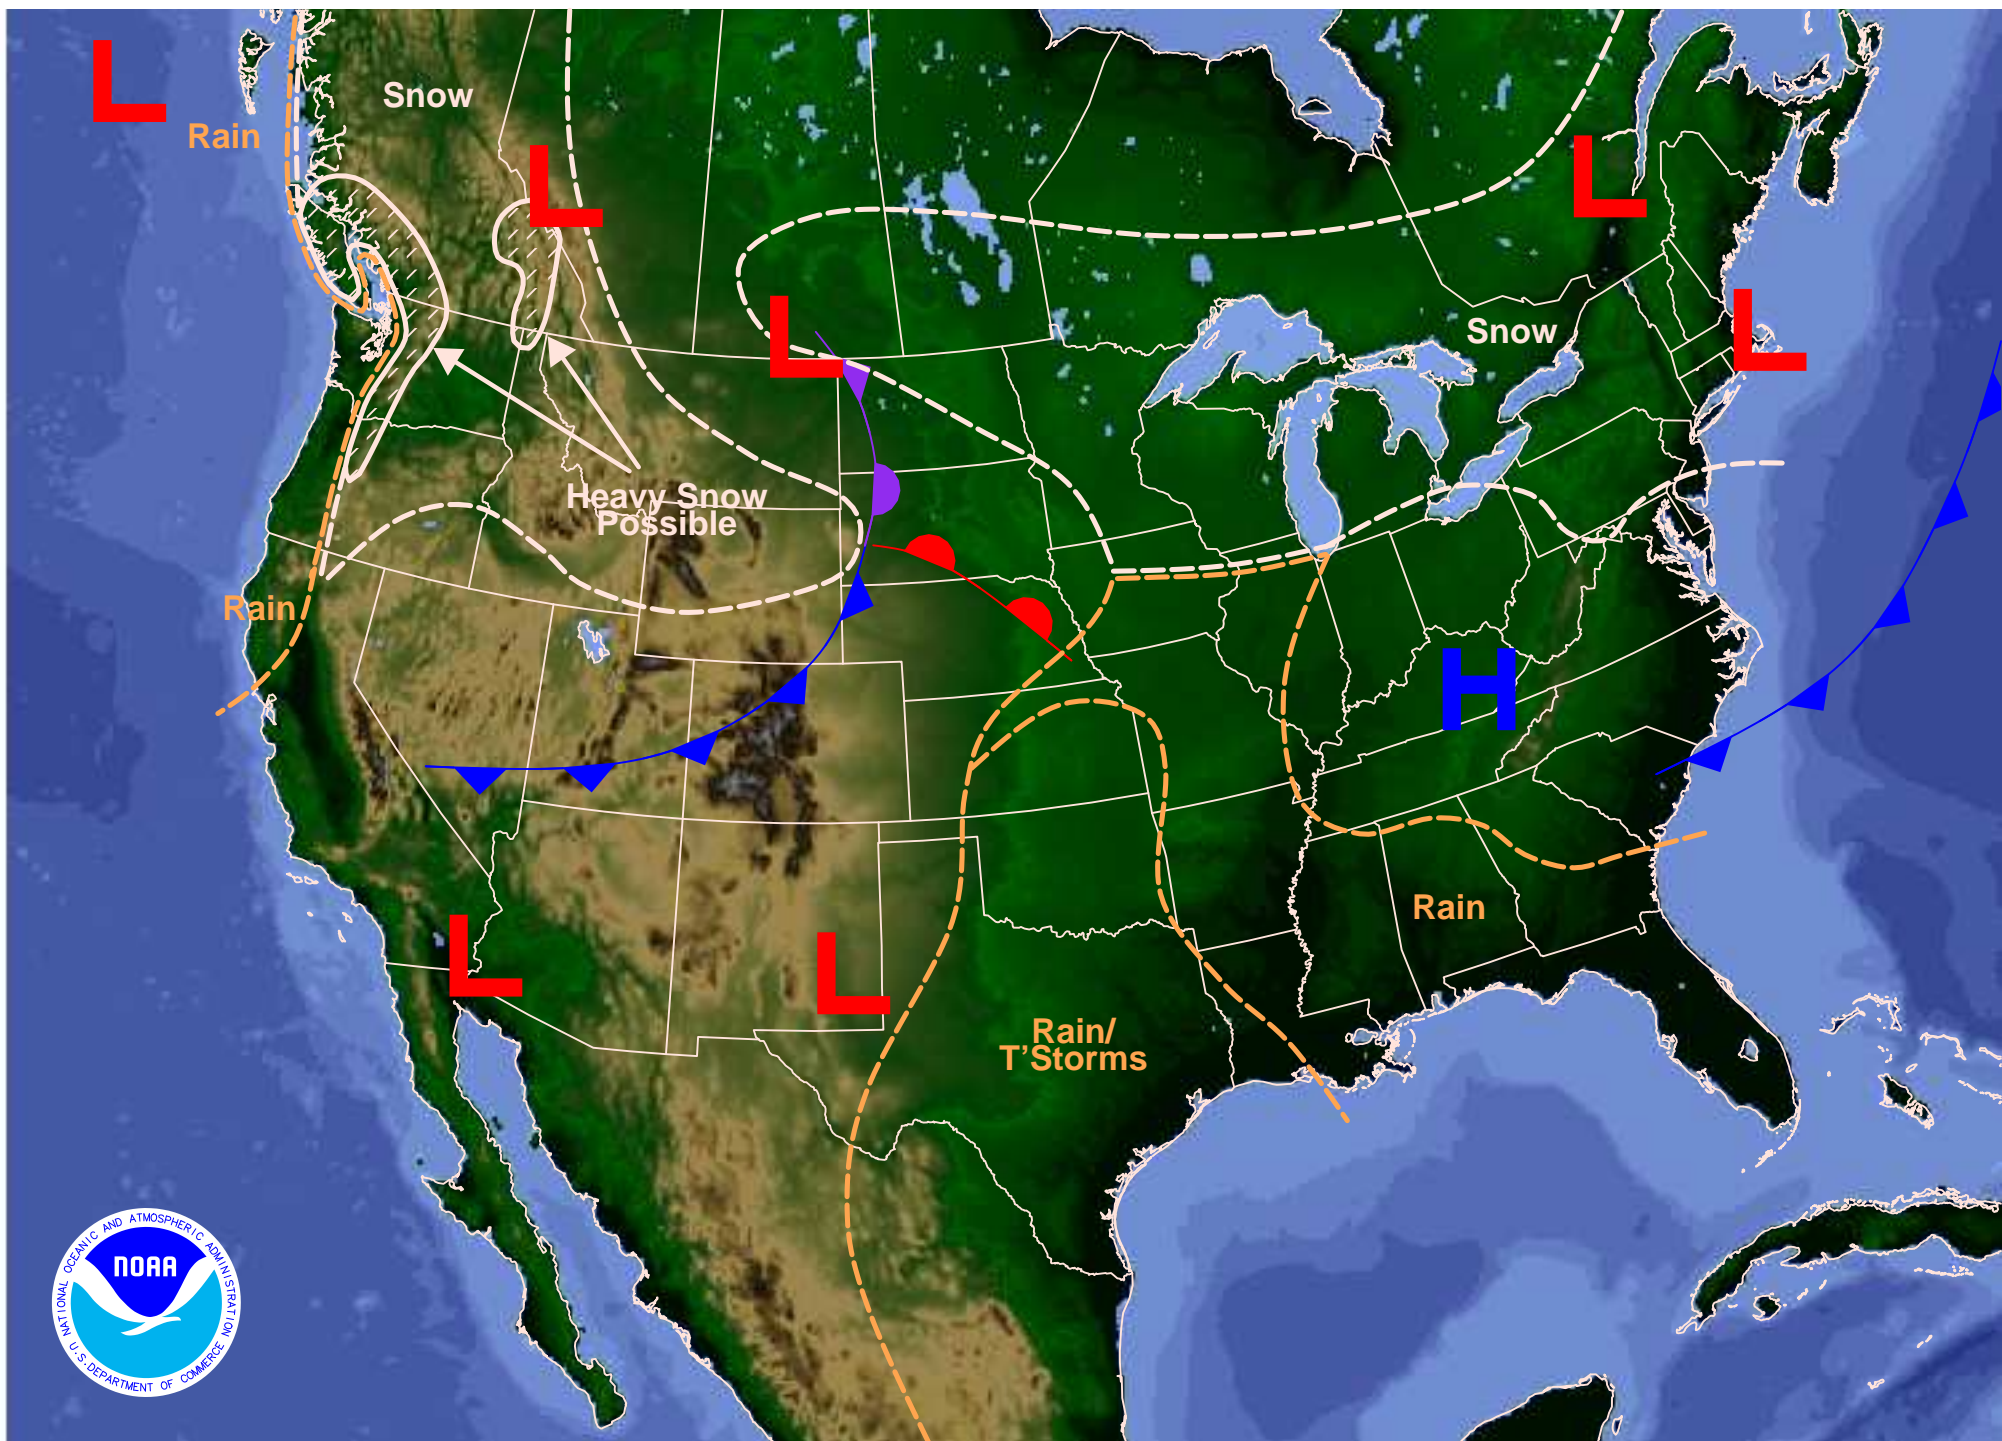 L
Snow
Rain
L
L
L
L
Snow
Heavy Snow
Possible
Rain
H
Rain
L
L
Rain/
T'Storms
NATIONAL OCEANIC AND ATMOSPHERIC ADMINISTRATION
NOAA
U.S. DEPARTMENT OF COMMERCE